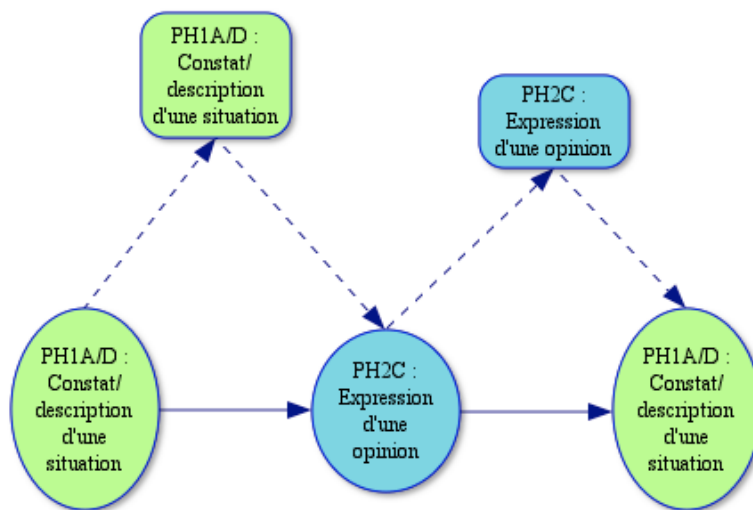 PH1A/D :
Constat/
description
d'une situation
PH2C :
Expression
d'une opinion
PH1A/D :
Constat/
description
d'une
situation
PH2C :
Expression
d'une
opinion
PH1A/D :
Constat/
description
d'une
situation